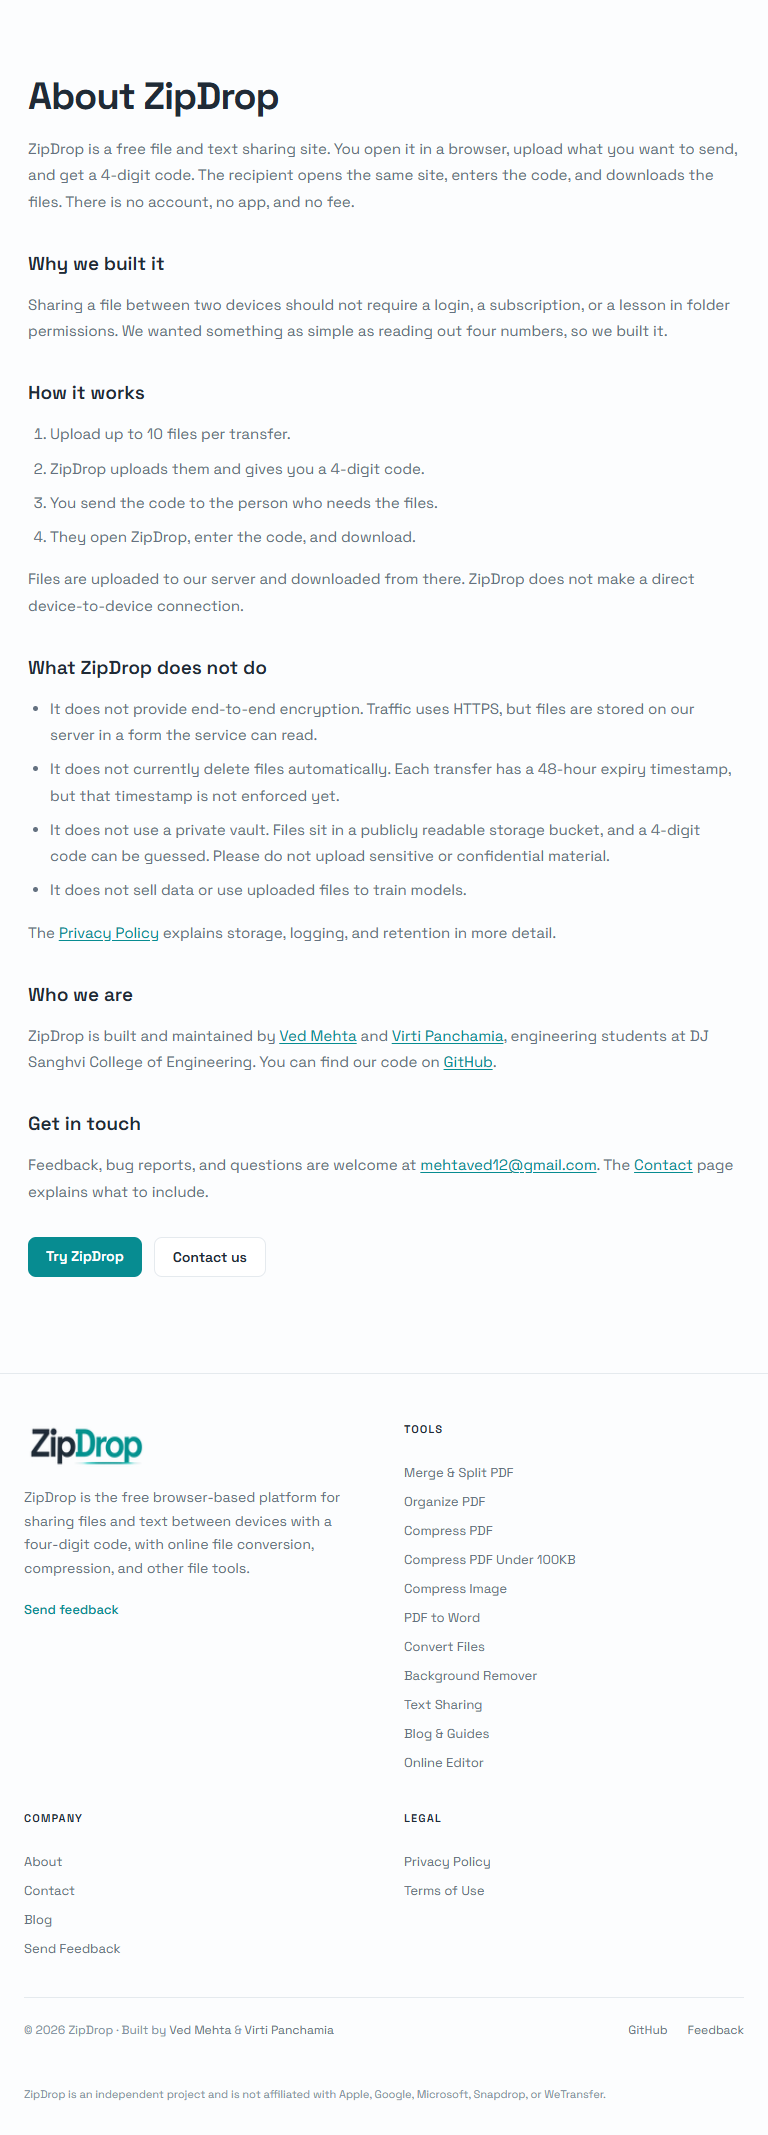 About ZipDrop
ZipDrop is a free file and text sharing site. You open it in a browser, upload what you want to send,
and get a 4-digit code. The recipient opens the same site, enters the code, and downloads the
files. There is no account, no app, and no fee.
Why we built it
Sharing a file between two devices should not require a login, a subscription, or a lesson in folder
permissions. We wanted something as simple as reading out four numbers, so we built it.
How it works
1. Upload up to 10 files per transfer.
2. ZipDrop uploads them and gives you a 4-digit code.
3. You send the code to the person who needs the files.
4. They open ZipDrop, enter the code, and download.
Files are uploaded to our server and downloaded from there. ZipDrop does not make a direct
device-to-device connection.
What ZipDrop does not do
• It does not provide end-to-end encryption. Traffic uses HTTPS, but files are stored on our
server in a form the service can read.
• It does not currently delete files automatically. Each transfer has a 48-hour expiry timestamp,
but that timestamp is not enforced yet.
• It does not use a private vault. Files sit in a publicly readable storage bucket, and a 4-digit
code can be guessed. Please do not upload sensitive or confidential material.
• It does not sell data or use uploaded files to train models.
The Privacy Policy explains storage, logging, and retention in more detail.
Who we are
ZipDrop is built and maintained by Ved Mehta and Virti Panchamia, engineering students at DJ
Sanghvi College of Engineering. You can find our code on GitHub.
Get in touch
Feedback, bug reports, and questions are welcome at mehtaved12@gmail.com. The Contact page
explains what to include.
Try ZipDrop
Contact us
ZipDrop
ZipDrop is the free browser-based platform for
sharing files and text between devices with a
four-digit code, with online file conversion,
compression, and other file tools.
Send feedback
TOOLS
Merge & Split PDF
Organize PDF
Compress PDF
Compress PDF Under 100KB
Compress Image
PDF to Word
Convert Files
Background Remover
Text Sharing
Blog & Guides
Online Editor
COMPANY
About
Contact
Blog
Send Feedback
LEGAL
Privacy Policy
Terms of Use
© 2026 ZipDrop · Built by Ved Mehta & Virti Panchamia
GitHub
Feedback
ZipDrop is an independent project and is not affiliated with Apple, Google, Microsoft, Snapdrop, or WeTransfer.